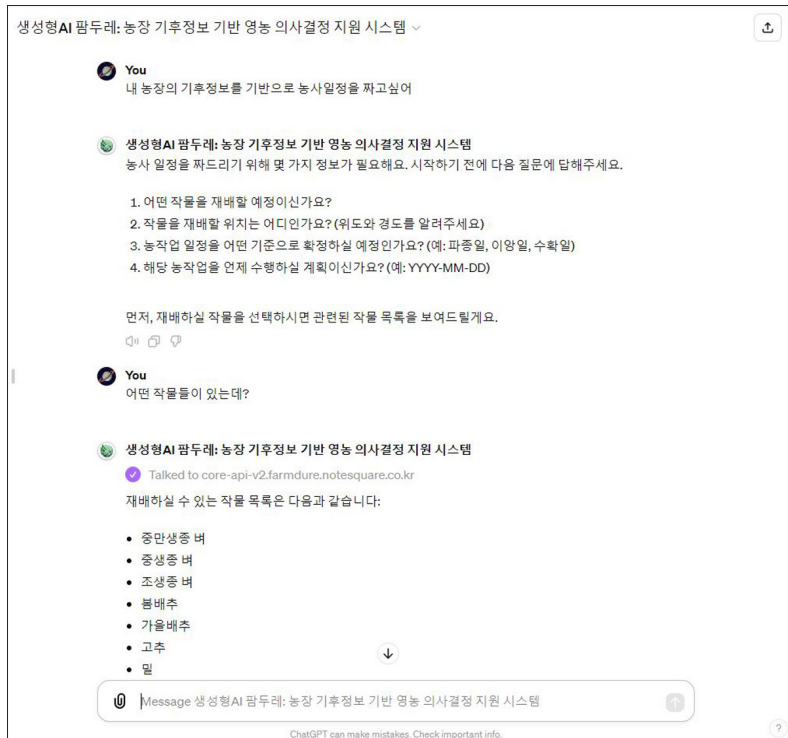 생성형AI 팜두레: 농장 기후정보 기반 영농 의사결정 지원 시스템
You
내 농장의 기후정보를 기반으로 농사일정을 짜고싶어
생성형AI 팜두레: 농장 기후정보 기반 영농 의사결정 지원 시스템
농사 일정을 짜드리기 위해 몇 가지 정보가 필요해요. 시작하기 전에 다음 질문에 답해주세요.
1. 어떤 작물을 재배할 예정이신가요?
2. 작물을 재배할 위치는 어디인가요? (위도와 경도를 알려주세요)
3. 농작업 일정을 어떤 기준으로 확정하실 예정인가요? (예: 파종일, 이앙일, 수확일)
4. 해당 농작업을 언제 수행하실 계획이신가요? (예: YYYY-MM-DD)
먼저, 재배하실 작물을 선택하시면 관련된 작물 목록을 보여드릴게요.
You
어떤 작물들이 있는데?
생성형AI 팜두레: 농장 기후정보 기반 영농 의사결정 지원 시스템
Talked to core-api-v2.farmdure.notesquare.co.kr
재배하실 수 있는 작물 목록은 다음과 같습니다:
• 중만생종 벼
• 중생종 벼
• 조생종 벼
• 봄배추
• 가을배추
• 고추
• 밀
Message 생성형AI 팜두레: 농장 기후정보 기반 영농 의사결정 지원 시스템
ChatGPT can make mistakes. Check important info.
?